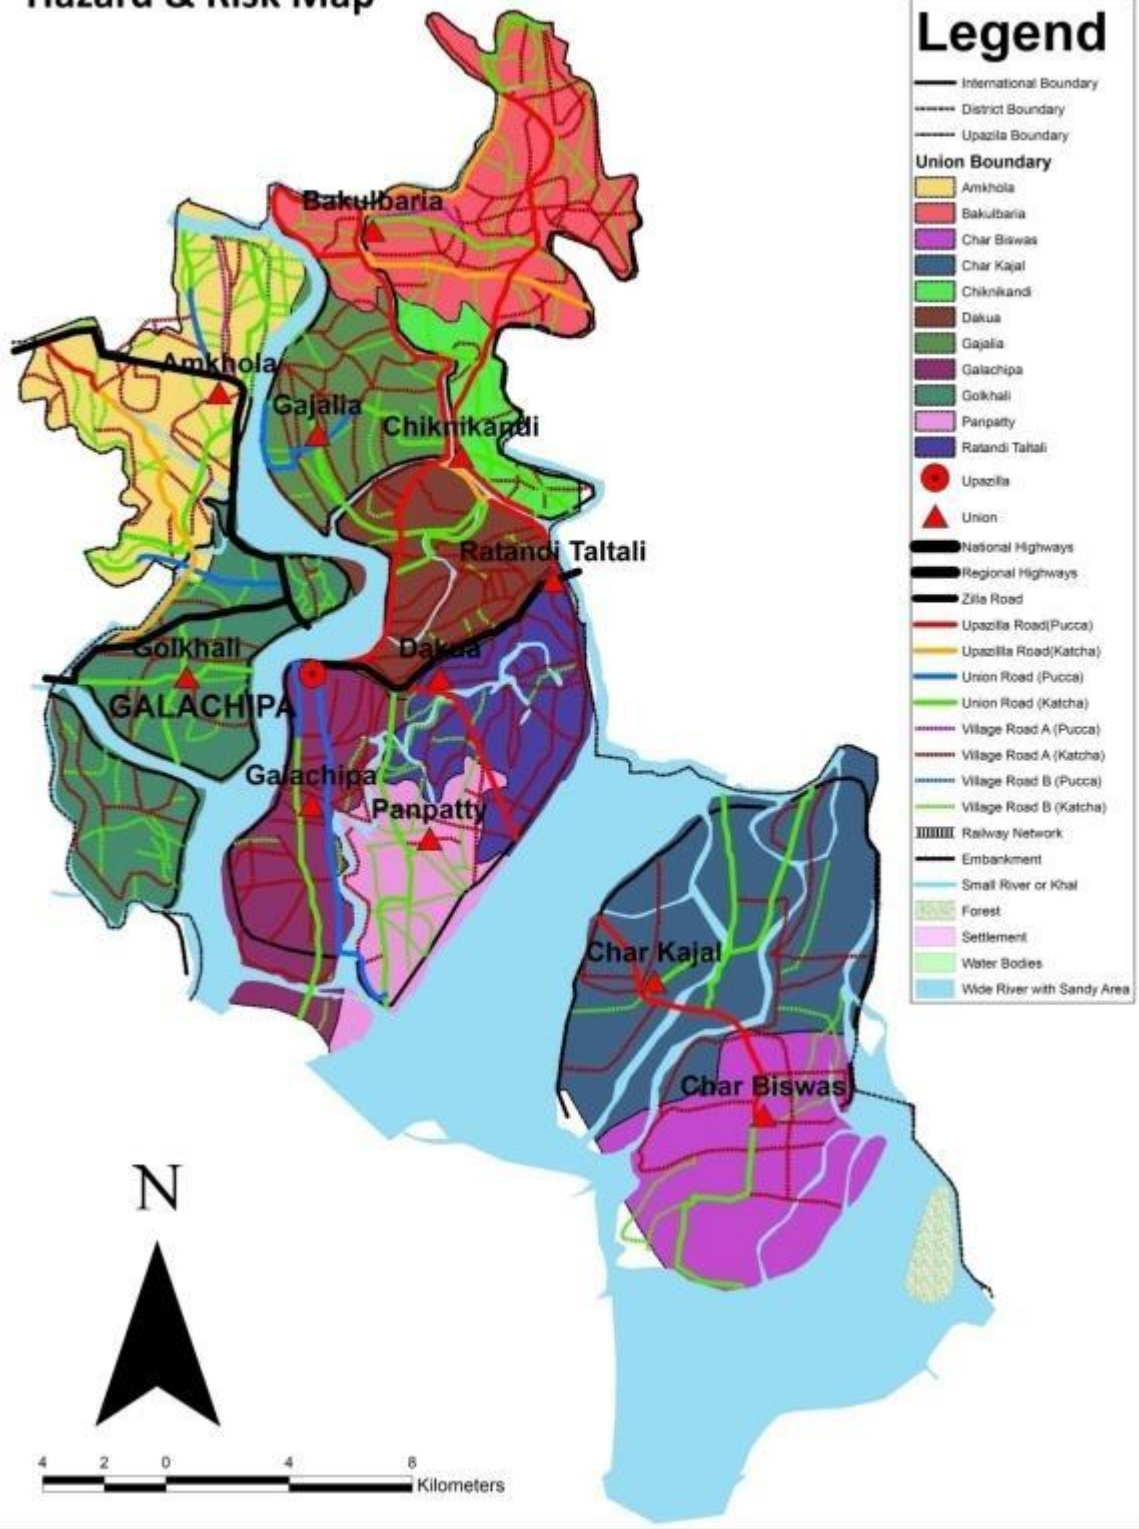 Hazard & Risk Map
Legend
International Boundary
District Boundary
Upazila Boundary
Union Boundary
Amkhola
Bakulbaria
Char Biswas
Char Kajal
Chiknikandi
Dakua
Gajalia
Galachipa
Golkhali
Panpatty
Ratandi Taltali
Upazilla
Union
National Highways
Regional Highways
Zilla Road
Upazilla Road(Pucca)
Upazillla Road(Katcha)
Union Road (Pucca)
Union Road (Katcha)
Village Road A (Pucca)
Village Road A (Katcha)
Village Road B (Pucca)
Village Road B (Katcha)
Railway Network
Embankment
Small River or Khal
Forest
Settlement
Water Bodies
Wide River with Sandy Area
Bakulbaria
Amkhola
Gajalia
Chiknikandi
Ratandi Taltali
Golkhali
Dakua
GALACHIPA
Galachipa
Panpatty
Char Kajal
Char Biswas
N
4 2 0 4 8
Kilometers